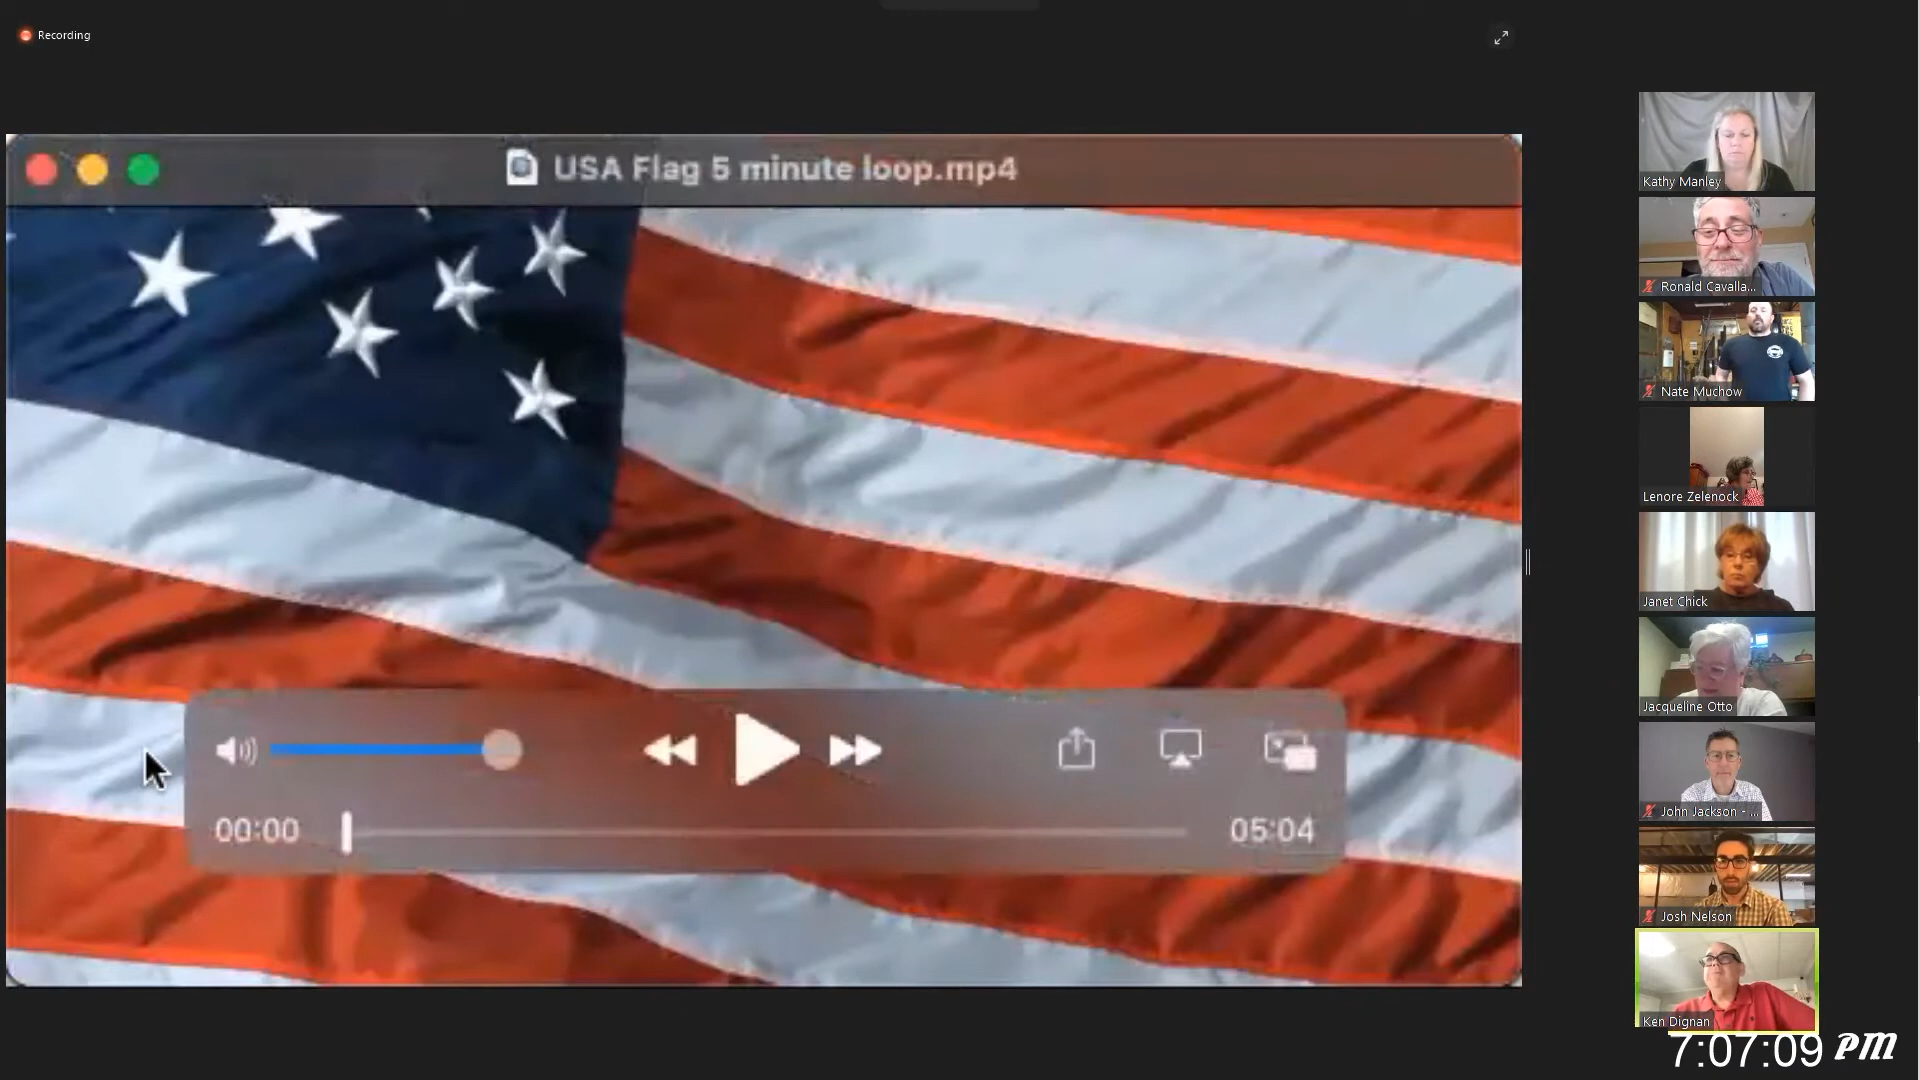 Recording
USA Flag 5 minute loop.mp4
00:00
05:04
Kathy Manley
Ronald Cavalla...
Nate Muchow
Lenore Zelenock
Janet Chick
Jacqueline Otto
John Jackson - ...
Josh Nelson
Ken Dignan
7:07:09 PM